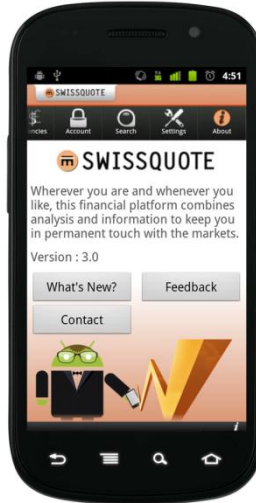 4:51
SWISSQUOTE
ncies Account Search Settings About
SWISSQUOTE
Wherever you are and whenever you
like, this financial platform combines
analysis and information to keep you
in permanent touch with the markets.
Version : 3.0
What's New? Feedback
Contact